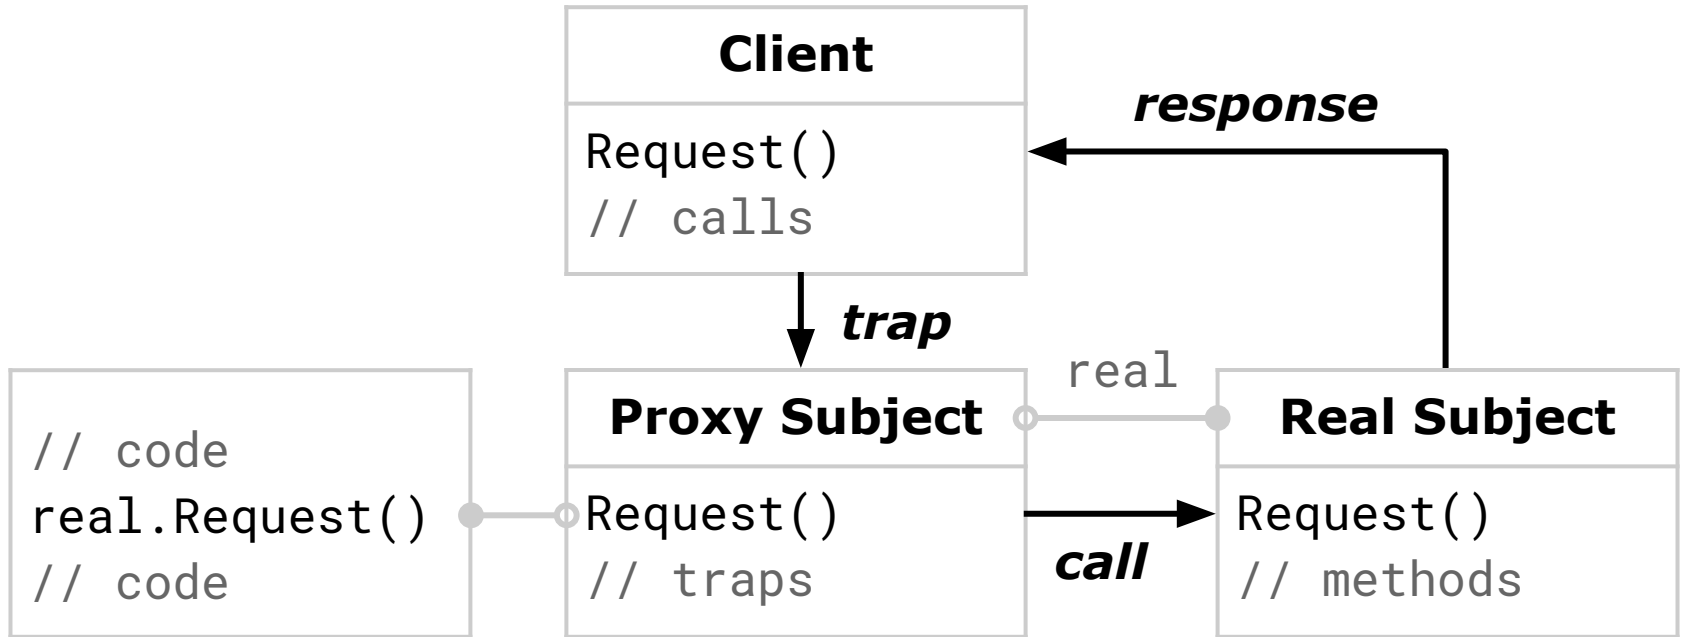 Client
Request()
// calls
response
trap
// code
real.Request()
// code
Proxy Subject
Request()
// traps
real
call
Real Subject
Request()
// methods